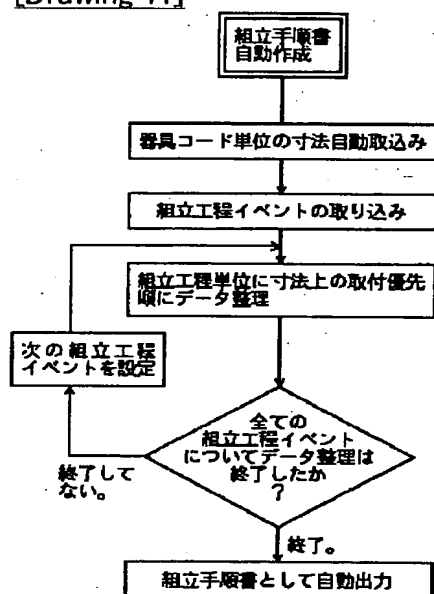 [Drawing 11]
組立手順書
自動作成
器具コード単位の寸法自動取込み
組立工程イベントの取り込み
組立工程単位に寸法上の取付優先
順にデータ整理
次の組立工程
イベントを設定
全ての
組立工程イベント
についてデータ整理は
終了したか
?
終了して
ない。
終了。
組立手順書として自動出力